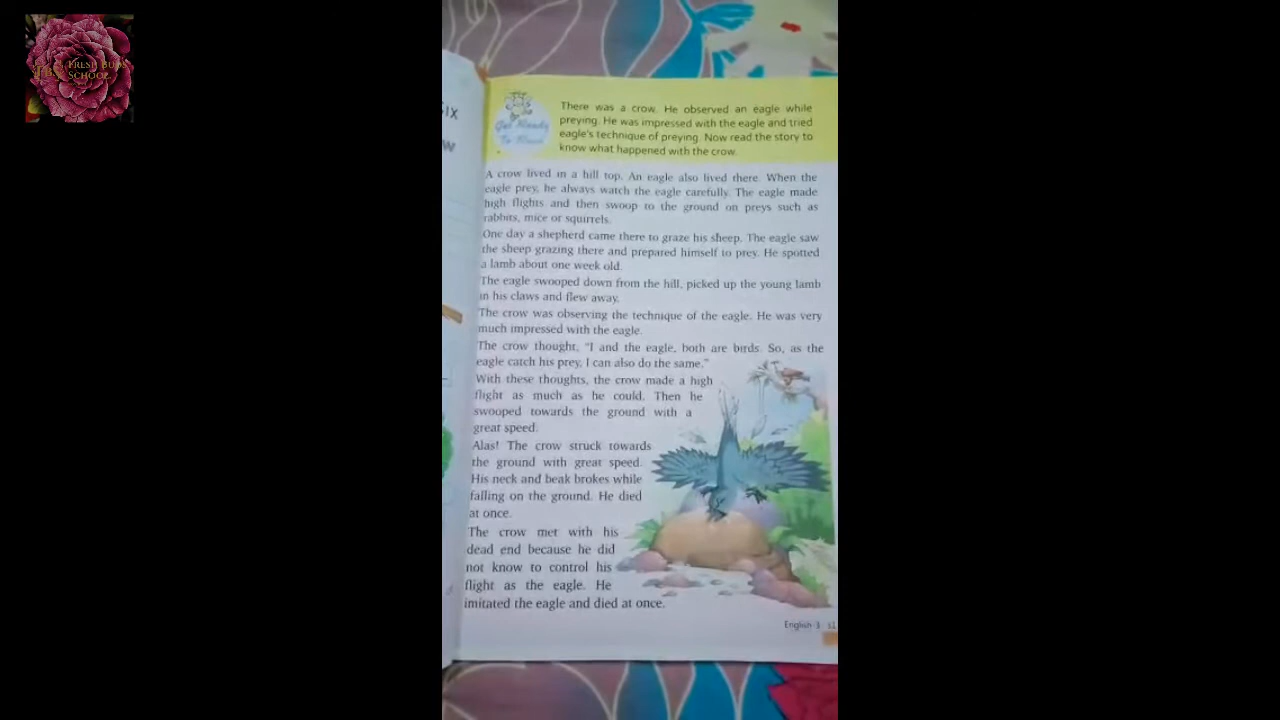 FRESH BUDS
SCHOOL.
SIX
W
Get Ready
To Read
There was a crow. He observed an eagle while
preying. He was impressed with the eagle and tried
eagle's technique of preying. Now read the story to
know what happened with the crow.
A crow lived in a hill top. An eagle also lived there. When the
eagle prey, he always watch the eagle carefully. The eagle made
high flights and then swoop to the ground on preys such as
rabbits, mice or squirrels.
One day a shepherd came there to graze his sheep. The eagle saw
the sheep grazing there and prepared himself to prey. He spotted
a lamb about one week old.
The eagle swooped down from the hill, picked up the young lamb
in his claws and flew away.
The crow was observing the technique of the eagle. He was very
much impressed with the eagle.
The crow thought, "I and the eagle, both are birds. So, as the
eagle catch his prey, I can also do the same."
With these thoughts, the crow made a high
flight as much as he could. Then he
swooped towards the ground with a
great speed.
Alas! The crow struck towards
the ground with great speed.
His neck and beak brokes while
falling on the ground. He died
at once.
The crow met with his
dead end because he did
not know to control his
flight as the eagle. He
imitated the eagle and died at once.
English-3 11